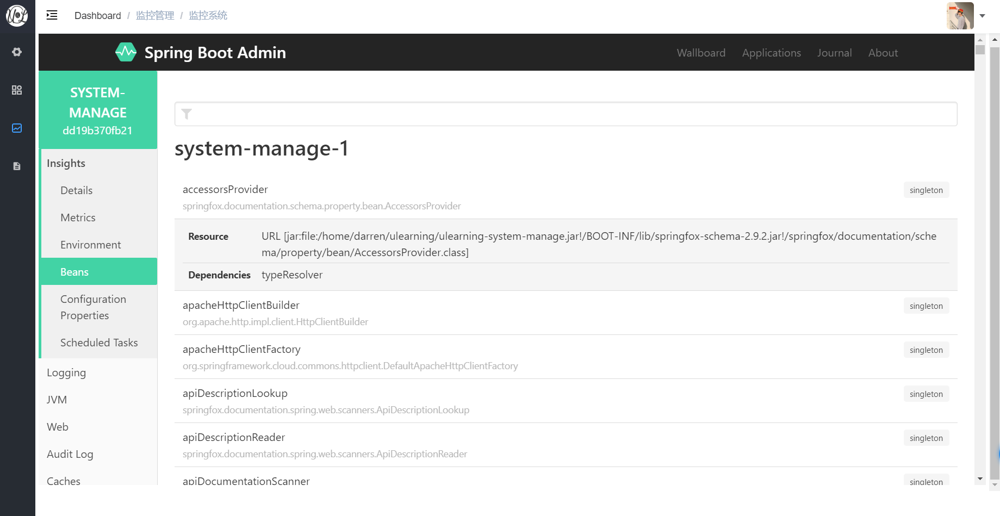 Dashboard / 监控管理 / 监控系统
Spring Boot Admin
Wallboard
Applications
Journal
About
SYSTEM-
MANAGE
dd19b370fb21
Insights
Details
Metrics
Environment
Beans
Configuration
Properties
Scheduled Tasks
Logging
JVM
Web
Audit Log
Caches
system-manage-1
accessorsProvider
singleton
springfox.documentation.schema.property.bean.AccessorsProvider
Resource
URL [jar:file:/home/darren/ulearning/ulearning-system-manage.jar!/BOOT-INF/lib/springfox-schema-2.9.2.jar!/springfox/documentation/sche
ma/property/bean/AccessorsProvider.class]
Dependencies
typeResolver
apacheHttpClientBuilder
singleton
org.apache.http.impl.client.HttpClientBuilder
apacheHttpClientFactory
singleton
org.springframework.cloud.commons.httpclient.DefaultApacheHttpClientFactory
apiDescriptionLookup
singleton
springfox.documentation.spring.web.scanners.ApiDescriptionLookup
apiDescriptionReader
singleton
springfox.documentation.spring.web.scanners.ApiDescriptionReader
apiDocumentationScanner
singleton